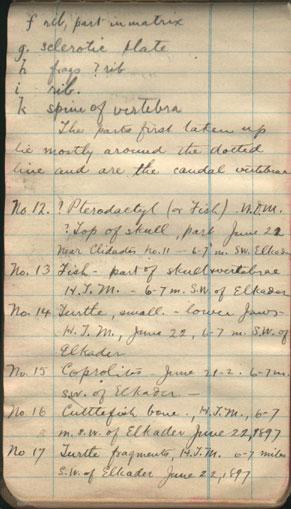 f rib, part in matrix
g. sclerotic plate
h frags ? rib
i rib.
k spine of vertebra
The parts first taken up
lie mostly around the dotted
line and are the caudal vertebrae
No. 12. ? Pterodactyl (or Fish). H.T.M.
? Top of skull, part June 22
Near Clidastes No. 11 - 6-7 m. SW. Elkader
No. 13 Fish - part of skull & vertebrae
H.T.M. - 6-7 m. S.W. of Elkader
No. 14 Turtle, small - lower jaws -
H.T.M., June 22, 6-7 m. S.W. of
Elkader
No. 15 Coprolites - June 21-2. 6-7 m.
S.W. of Elkader -
No 16 Cuttlefish bone, H.T.M., 6-7
m. S.W. of Elkader June 22, 1897
No 17 Turtle fragments, H.T.M. 6-7 miles
S.W. of Elkader June 22, 1897